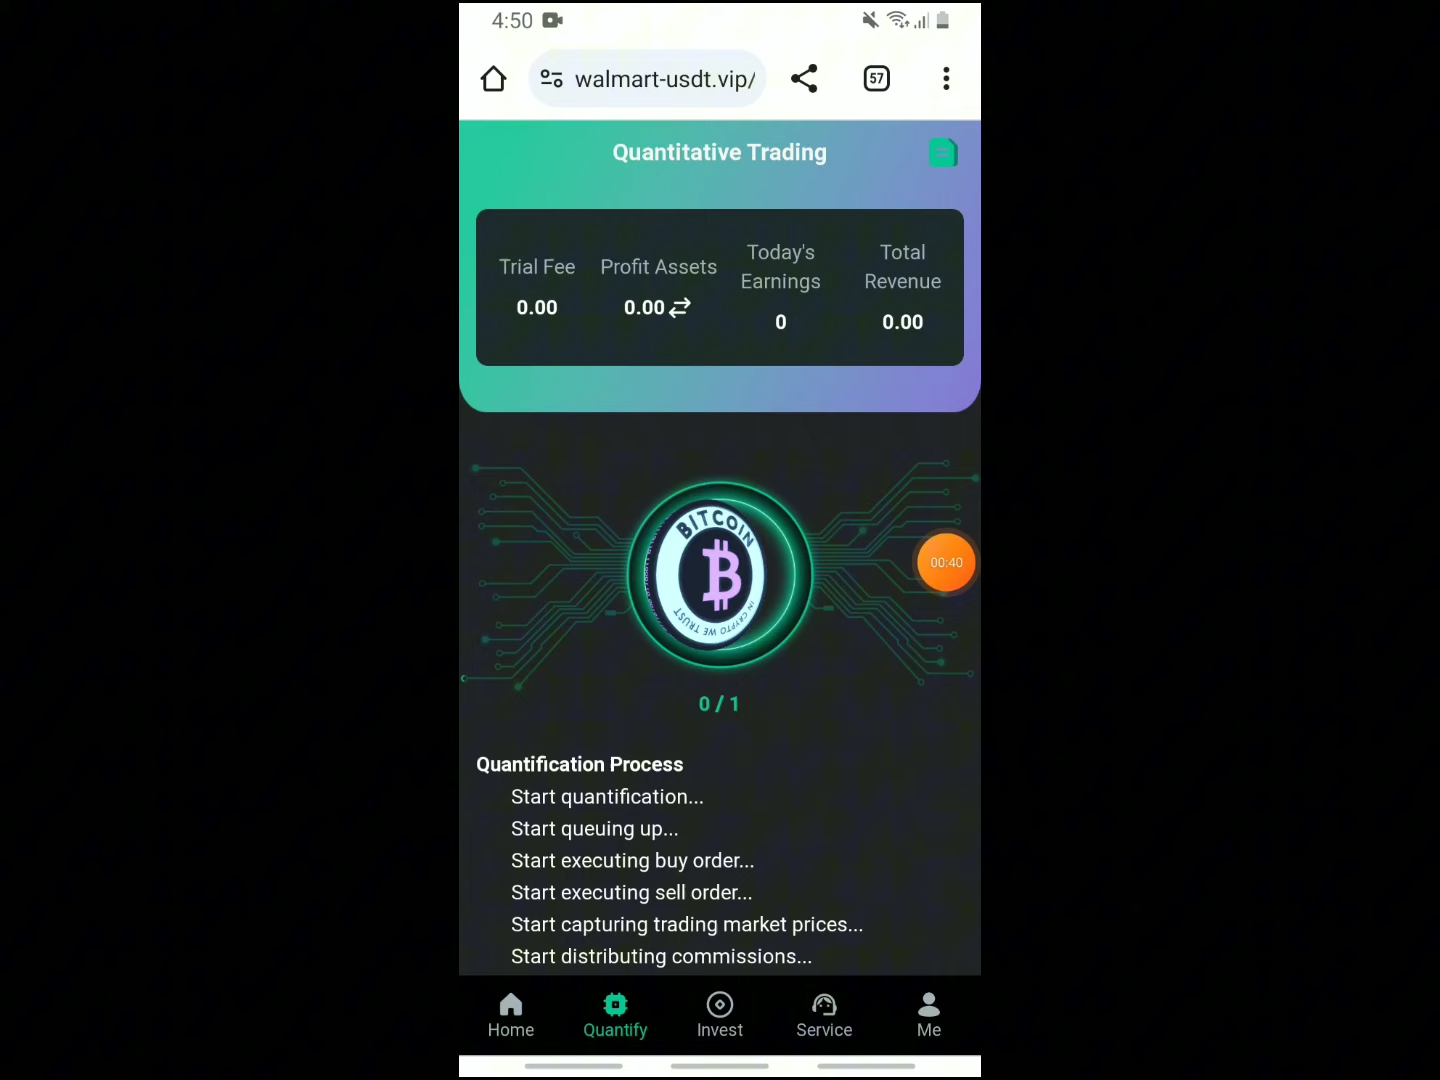 4:50
walmart-usdt.vip/
57
Quantitative Trading
Trial Fee
0.00
Profit Assets
0.00
Today's
Earnings
0
Total
Revenue
0.00
BITCOIN
B
IN CRYPTO WE TRUST
00:40
0 / 1
Quantification Process
Start quantification...
Start queuing up...
Start executing buy order...
Start executing sell order...
Start capturing trading market prices...
Start distributing commissions...
Home
Quantify
Invest
Service
Me